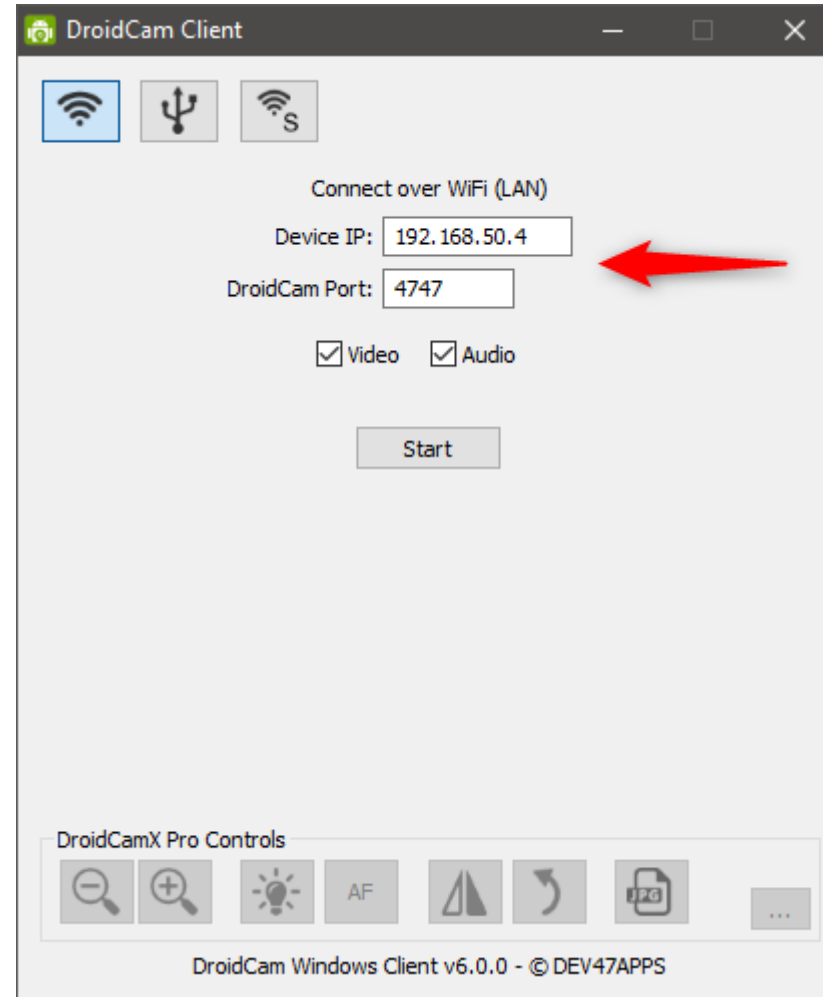 DroidCam Client
S
Connect over WiFi (LAN)
Device IP: 192.168.50.4
DroidCam Port: 4747
Video Audio
Start
DroidCamX Pro Controls
AF JPG ...
DroidCam Windows Client v6.0.0 - © DEV47APPS